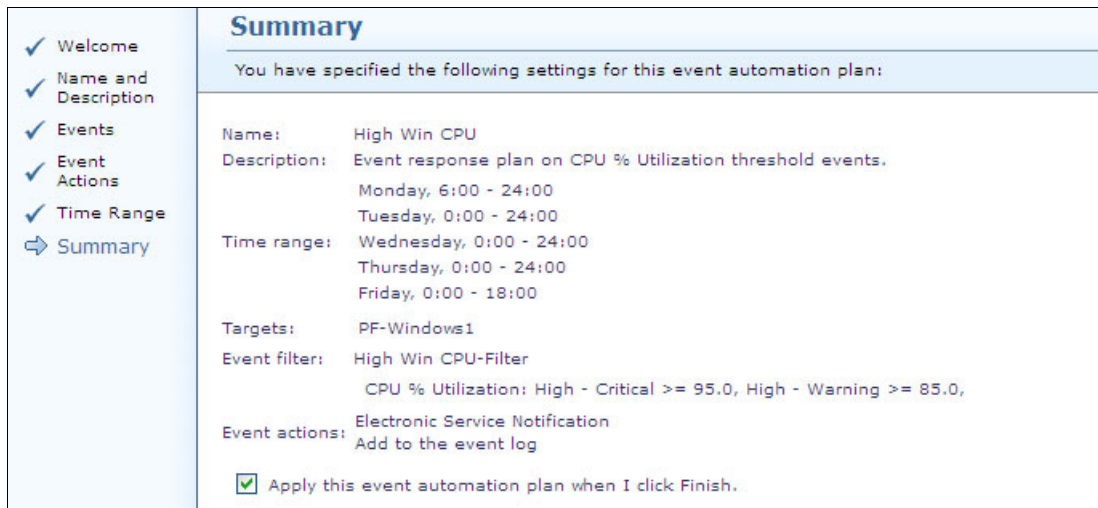 Welcome
Name and
Description
Events
Event
Actions
Time Range
Summary
Summary
You have specified the following settings for this event automation plan:
Name: High Win CPU
Description: Event response plan on CPU % Utilization threshold events.
Monday, 6:00 - 24:00
Tuesday, 0:00 - 24:00
Time range: Wednesday, 0:00 - 24:00
Thursday, 0:00 - 24:00
Friday, 0:00 - 18:00
Targets: PF-Windows1
Event filter: High Win CPU-Filter
CPU % Utilization: High - Critical >= 95.0, High - Warning >= 85.0,
Event actions: Electronic Service Notification
Add to the event log
Apply this event automation plan when I click Finish.